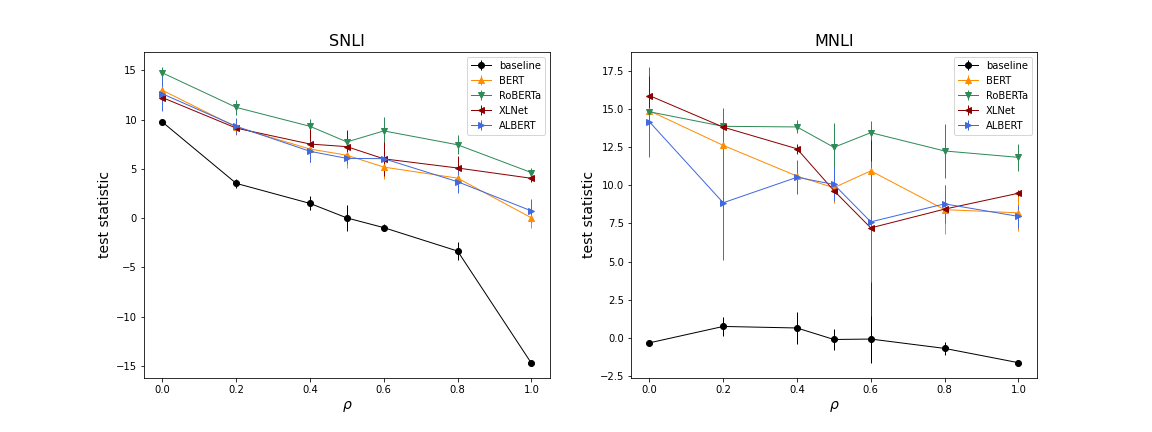 SNLI
15
10
5
0
−5
−10
−15
test statistic
0.0 0.2 0.4 0.6 0.8 1.0
ρ
baseline
BERT
RoBERTa
XLNet
ALBERT
MNLI
17.5
15.0
12.5
10.0
7.5
5.0
2.5
0.0
−2.5
test statistic
0.0 0.2 0.4 0.6 0.8 1.0
ρ
baseline
BERT
RoBERTa
XLNet
ALBERT